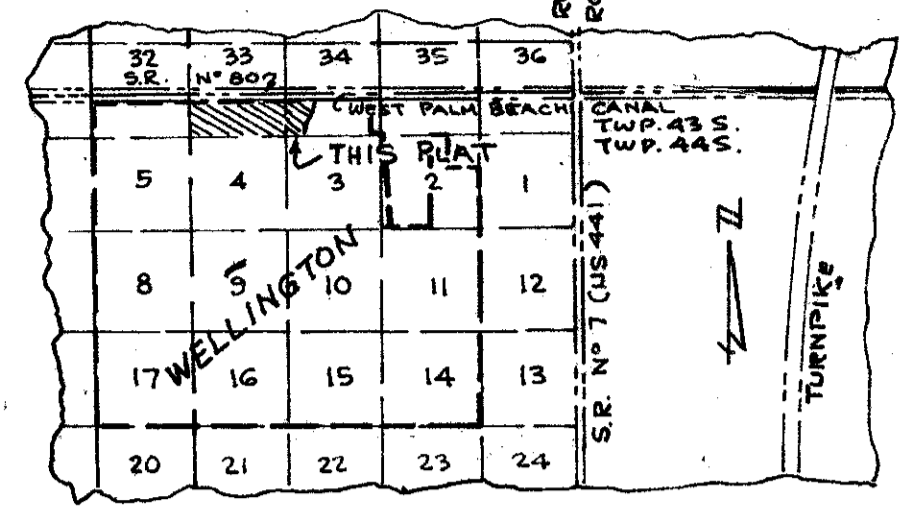 32 33 34 35 36
S.R. Nº 802
(WEST PALM BEACH CANAL
TWP. 43 S.
TWP. 44 S.
THIS PLAT
5 4 3 2 1
8 9 10 11 12
WELLINGTON
17 16 15 14 13
20 21 22 23 24
S.R. Nº 7 (US 441)
N
TURNPIKE